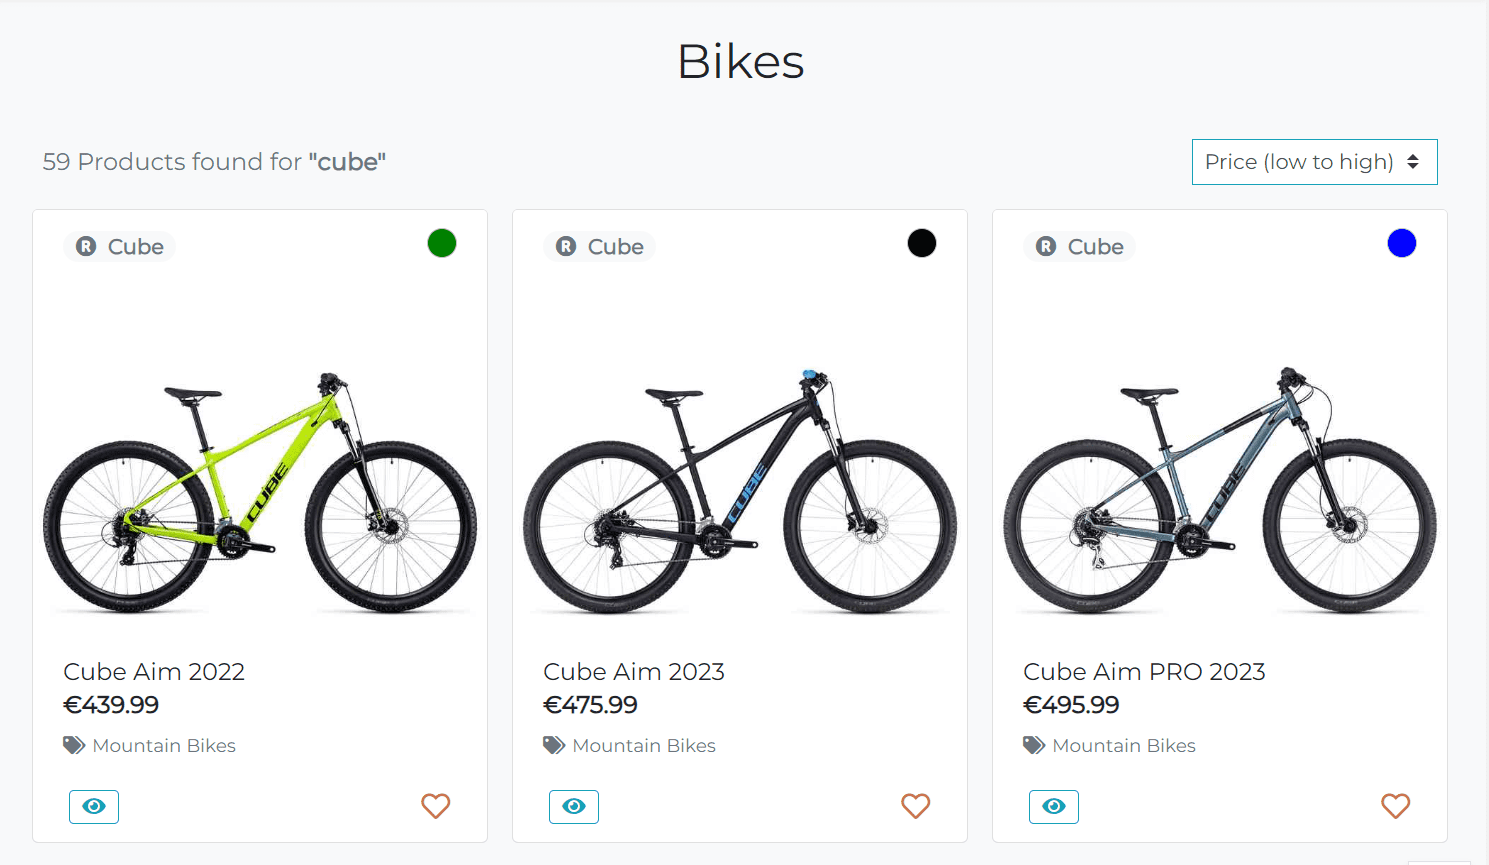 Bikes
59 Products found for "cube"
Price (low to high)
R Cube
R Cube
R Cube
CUBE
CUBE
CUBE
Cube Aim 2022
€439.99
Mountain Bikes
Cube Aim 2023
€475.99
Mountain Bikes
Cube Aim PRO 2023
€495.99
Mountain Bikes